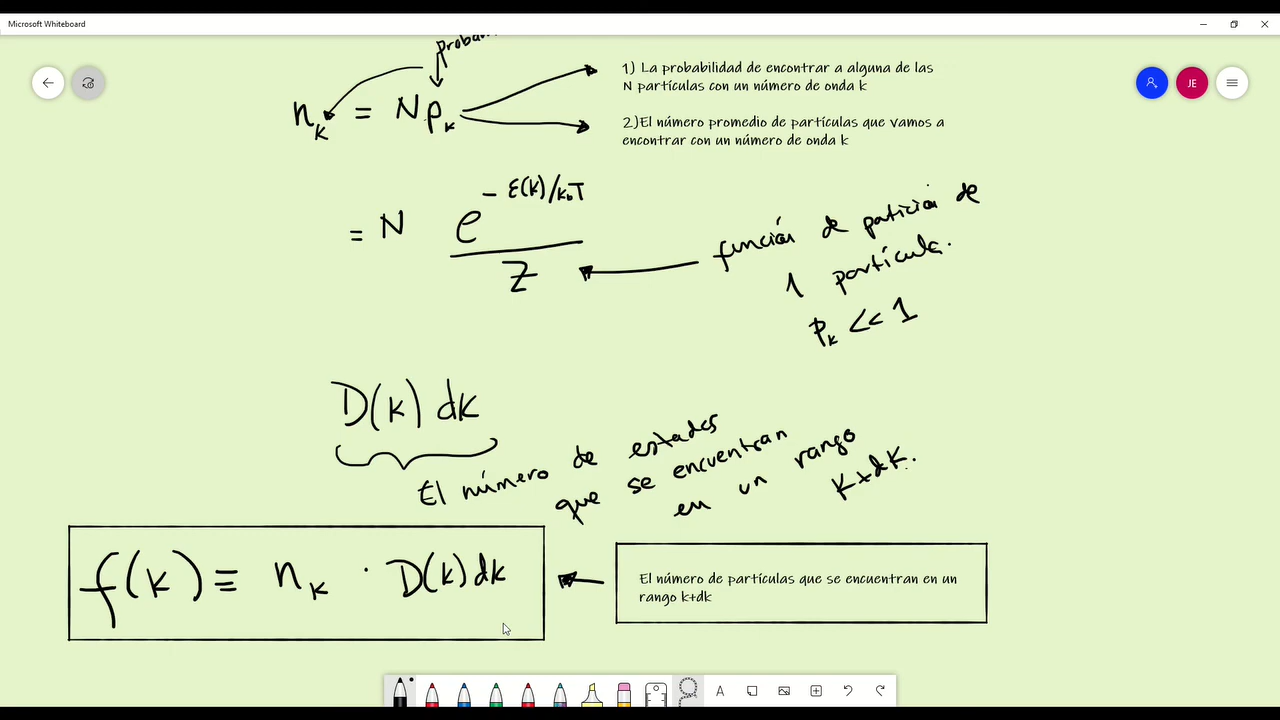 Microsoft Whiteboard
JE
n_k = N p_k
1) La probabilidad de encontrar a alguna de las
N partículas con un número de onda k
2)El número promedio de partículas que vamos a
encontrar con un número de onda k
= N e^{-ε(k)/k_bT} / Z
función de patición de
1 partícula.
p_k << 1
D(k) dk
El número de estados
que se encuentran
en un rango
k+dk.
f(k) ≡ n_k · D(k)dk
El número de partículas que se encuentran en un
rango k+dk
A